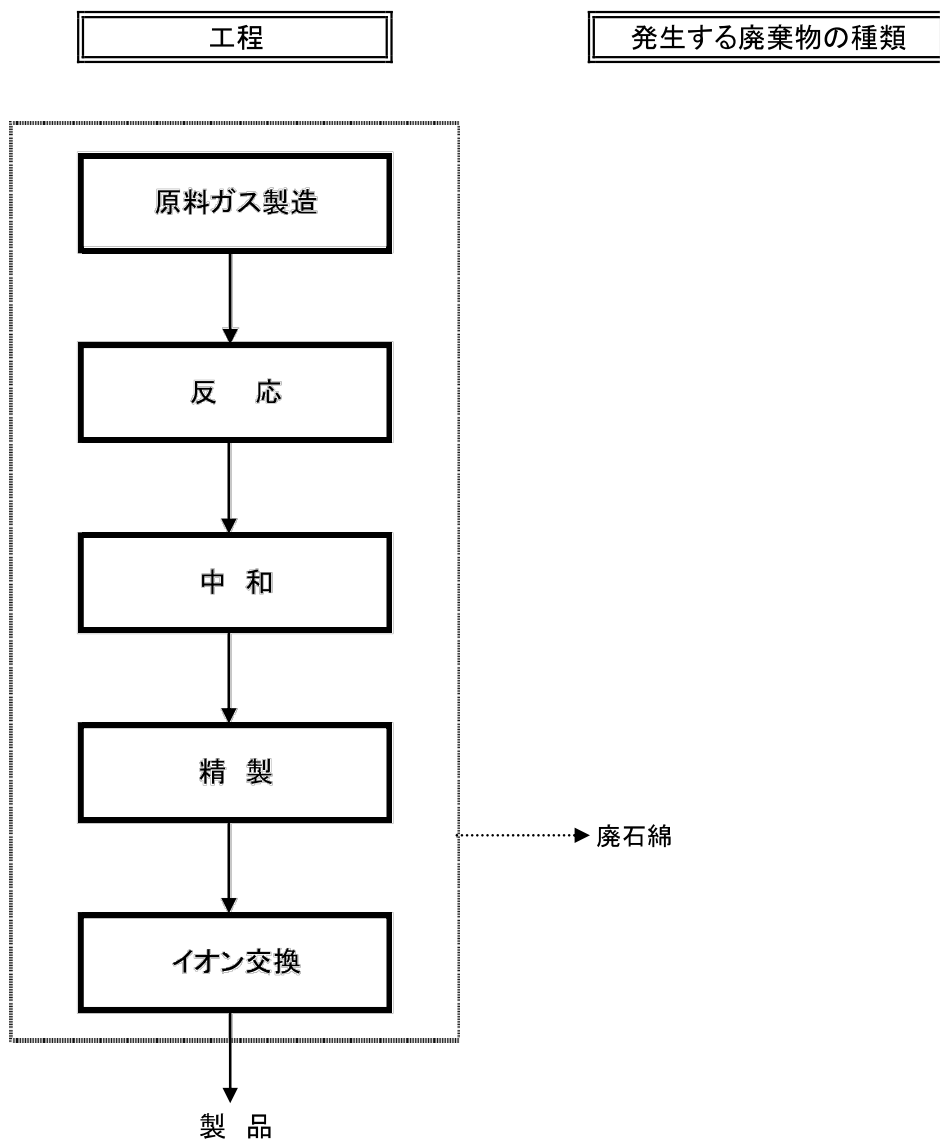 工程
発生する廃棄物の種類
原料ガス製造
反 応
中 和
精 製
廃石綿
イオン交換
製 品